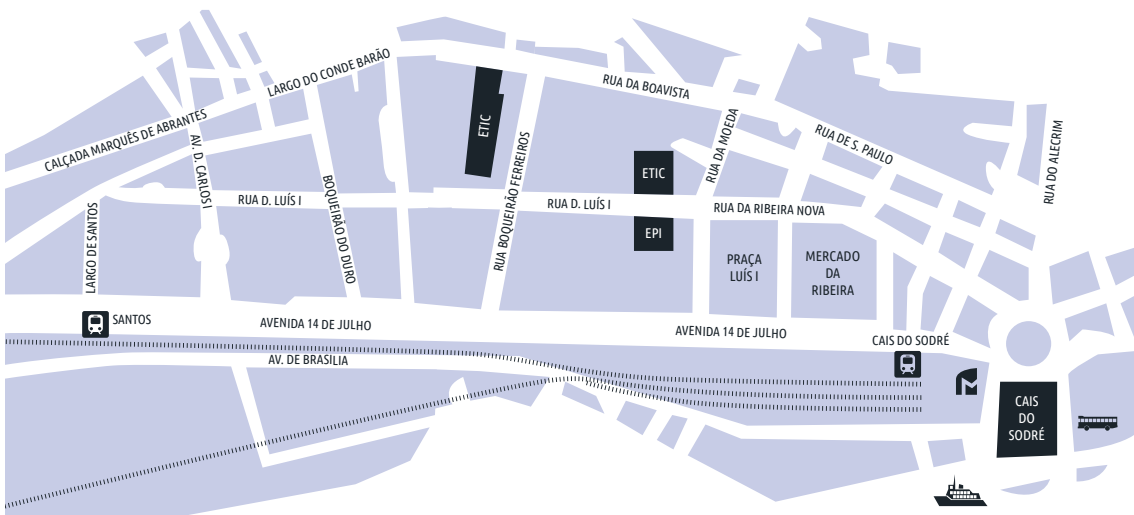 LARGO DO CONDE BARÃO
CALÇADA MARQUÊS DE ABRANTES
AV. D. CARLOS I
ETIC
RUA DA BOAVISTA
RUA DA MOEDA
RUA DE S. PAULO
RUA DO ALECRIM
RUA BOQUEIRÃO FERREIROS
BOQUEIRÃO DO DURO
LARGO DE SANTOS
RUA D. LUÍS I
RUA D. LUÍS I
ETIC
EPI
RUA DA RIBEIRA NOVA
PRAÇA
LUÍS I
MERCADO
DA
RIBEIRA
SANTOS
AVENIDA 14 DE JULHO
AVENIDA 14 DE JULHO
CAIS DO SODRÉ
AV. DE BRASÍLIA
CAIS
DO
SODRÉ